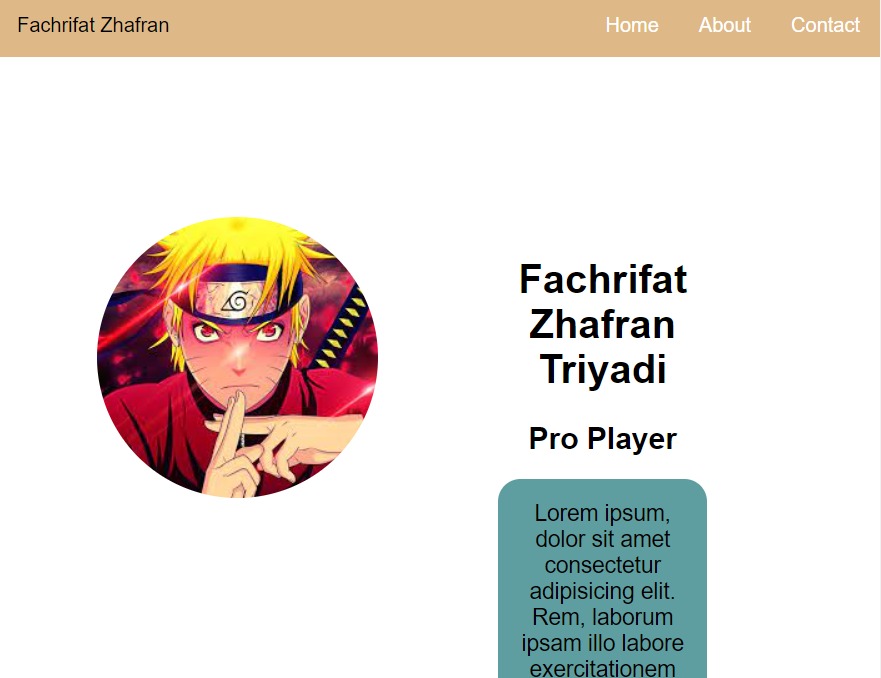 Fachrifat Zhafran
Home About Contact
Fachrifat
Zhafran
Triyadi
Pro Player
Lorem ipsum,
dolor sit amet
consectetur
adipisicing elit.
Rem, laborum
ipsam illo labore
exercitationem